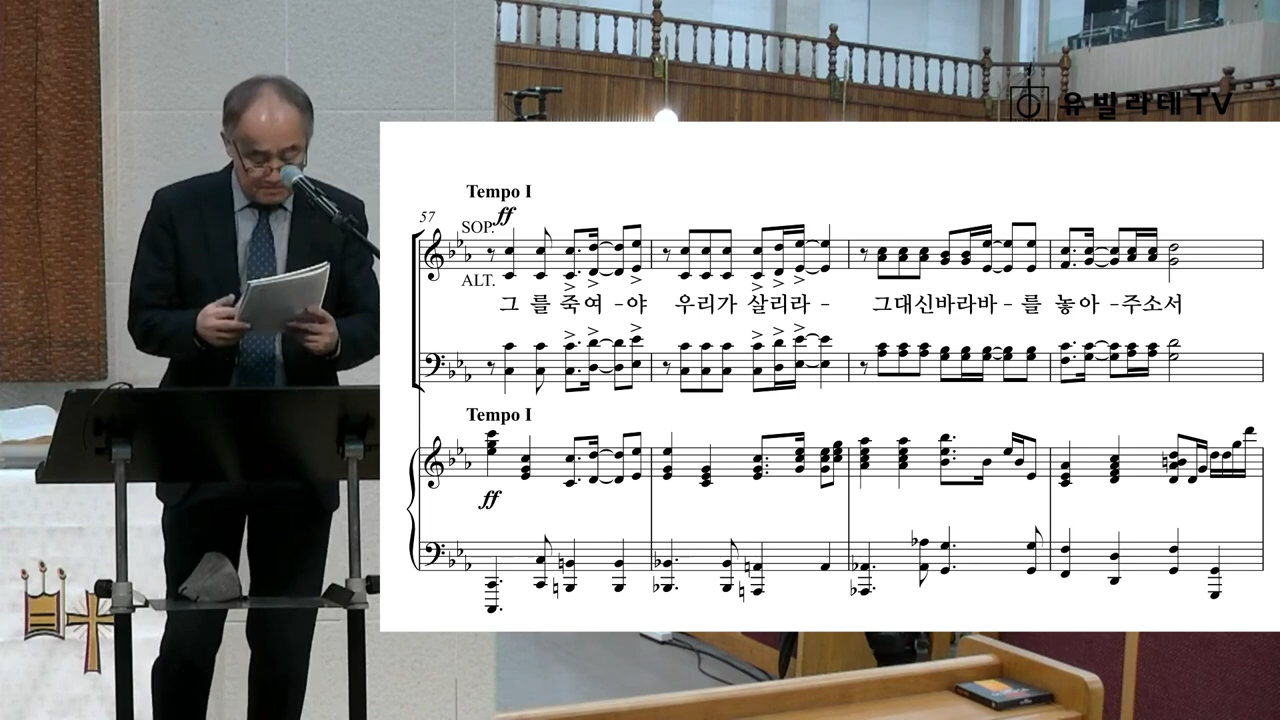 유빌라테TV
Tempo I
57
ff
SOP.
ALT.
그 를 죽여 -야 우리가 살리라 - 그대신바라바 - 를 놓아 -주소서
Tempo I
ff